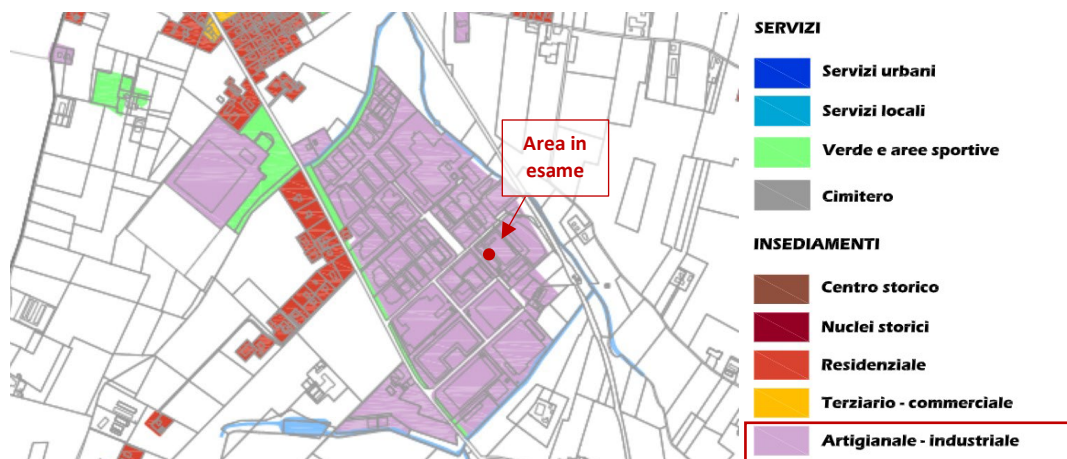 Area in
esame
SERVIZI
Servizi urbani
Servizi locali
Verde e aree sportive
Cimitero
INSEDIAMENTI
Centro storico
Nuclei storici
Residenziale
Terziario - commerciale
Artigianale - industriale